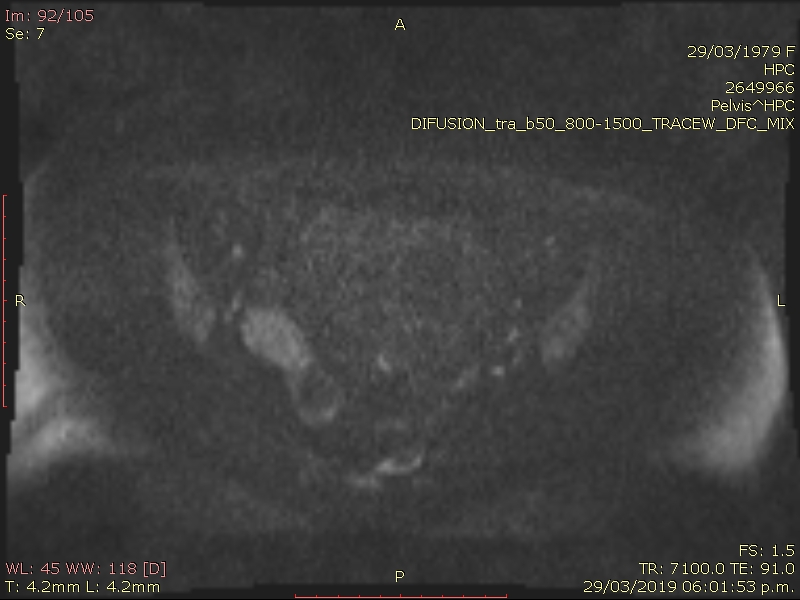 Im: 92/105
Se: 7
A
29/03/1979 F
HPC
2649966
Pelvis^HPC
DIFUSION_tra_b50_800-1500_TRACEW_DFC_MIX
R
L
WL: 45 WW: 118 [D]
T: 4.2mm L: 4.2mm
P
FS: 1.5
TR: 7100.0 TE: 91.0
29/03/2019 06:01:53 p.m.